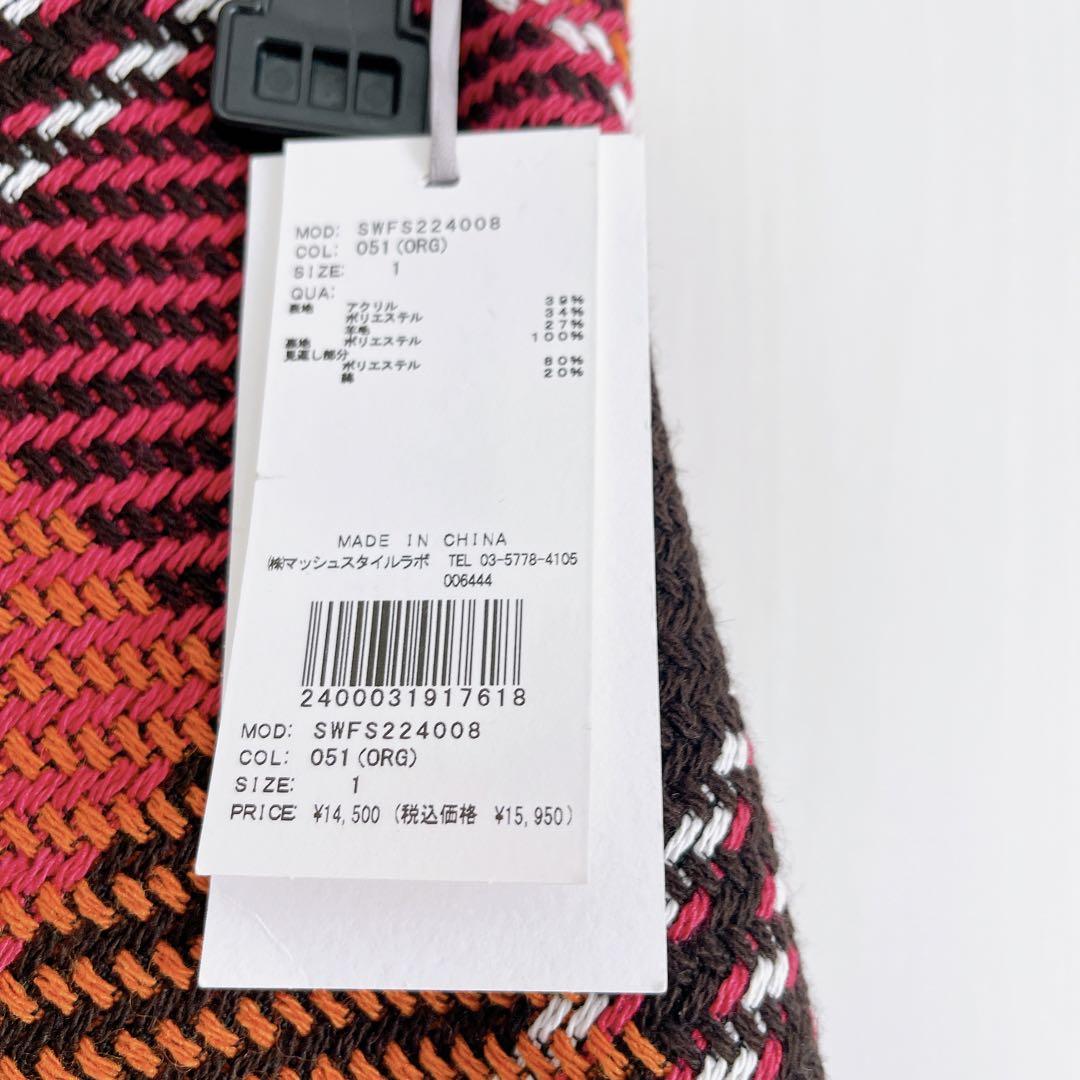 MOD: SWFS224008
COL: 051(ORG)
SIZE: 1
QUA:
表地 アクリル 39%
ポリエステル 34%
羊毛 27%
裏地 ポリエステル 100%
見返し部分
ポリエステル 80%
綿 20%
MADE IN CHINA
㈱マッシュスタイルラボ TEL 03-5778-4105
006444
2400031917618
MOD: SWFS224008
COL: 051(ORG)
SIZE: 1
PRICE: ¥14,500 (税込価格 ¥15,950)